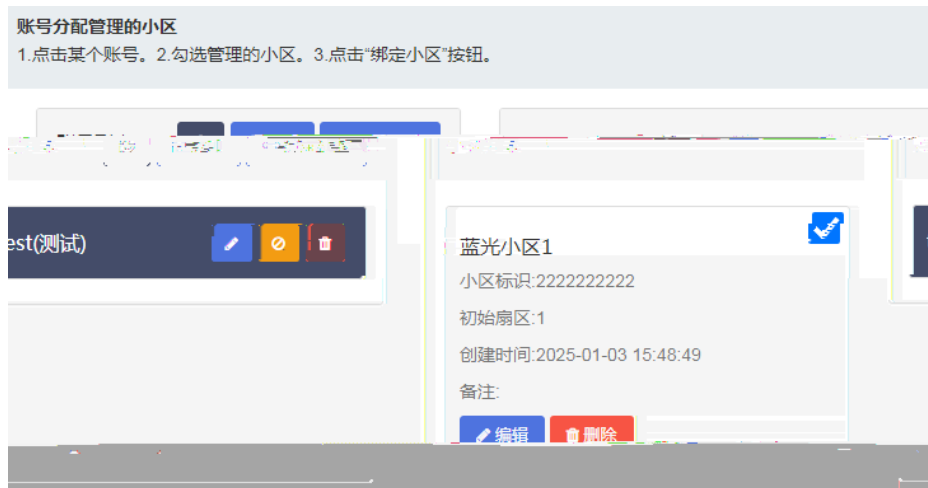 账号分配管理的小区
1.点击某个账号。2.勾选管理的小区。3.点击“绑定小区”按钮。
est(测试)
蓝光小区1
小区标识:2222222222
初始扇区:1
创建时间:2025-01-03 15:48:49
备注:
编辑 删除